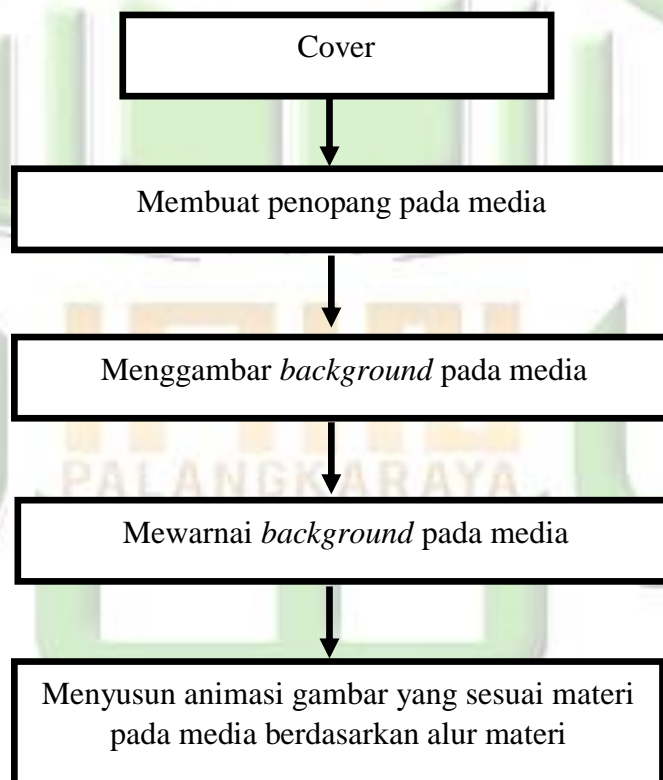 Cover
Membuat penopang pada media
Menggambar background pada media
PALANGKARAYA
Mewarnai background pada media
Menyusun animasi gambar yang sesuai materi
pada media berdasarkan alur materi